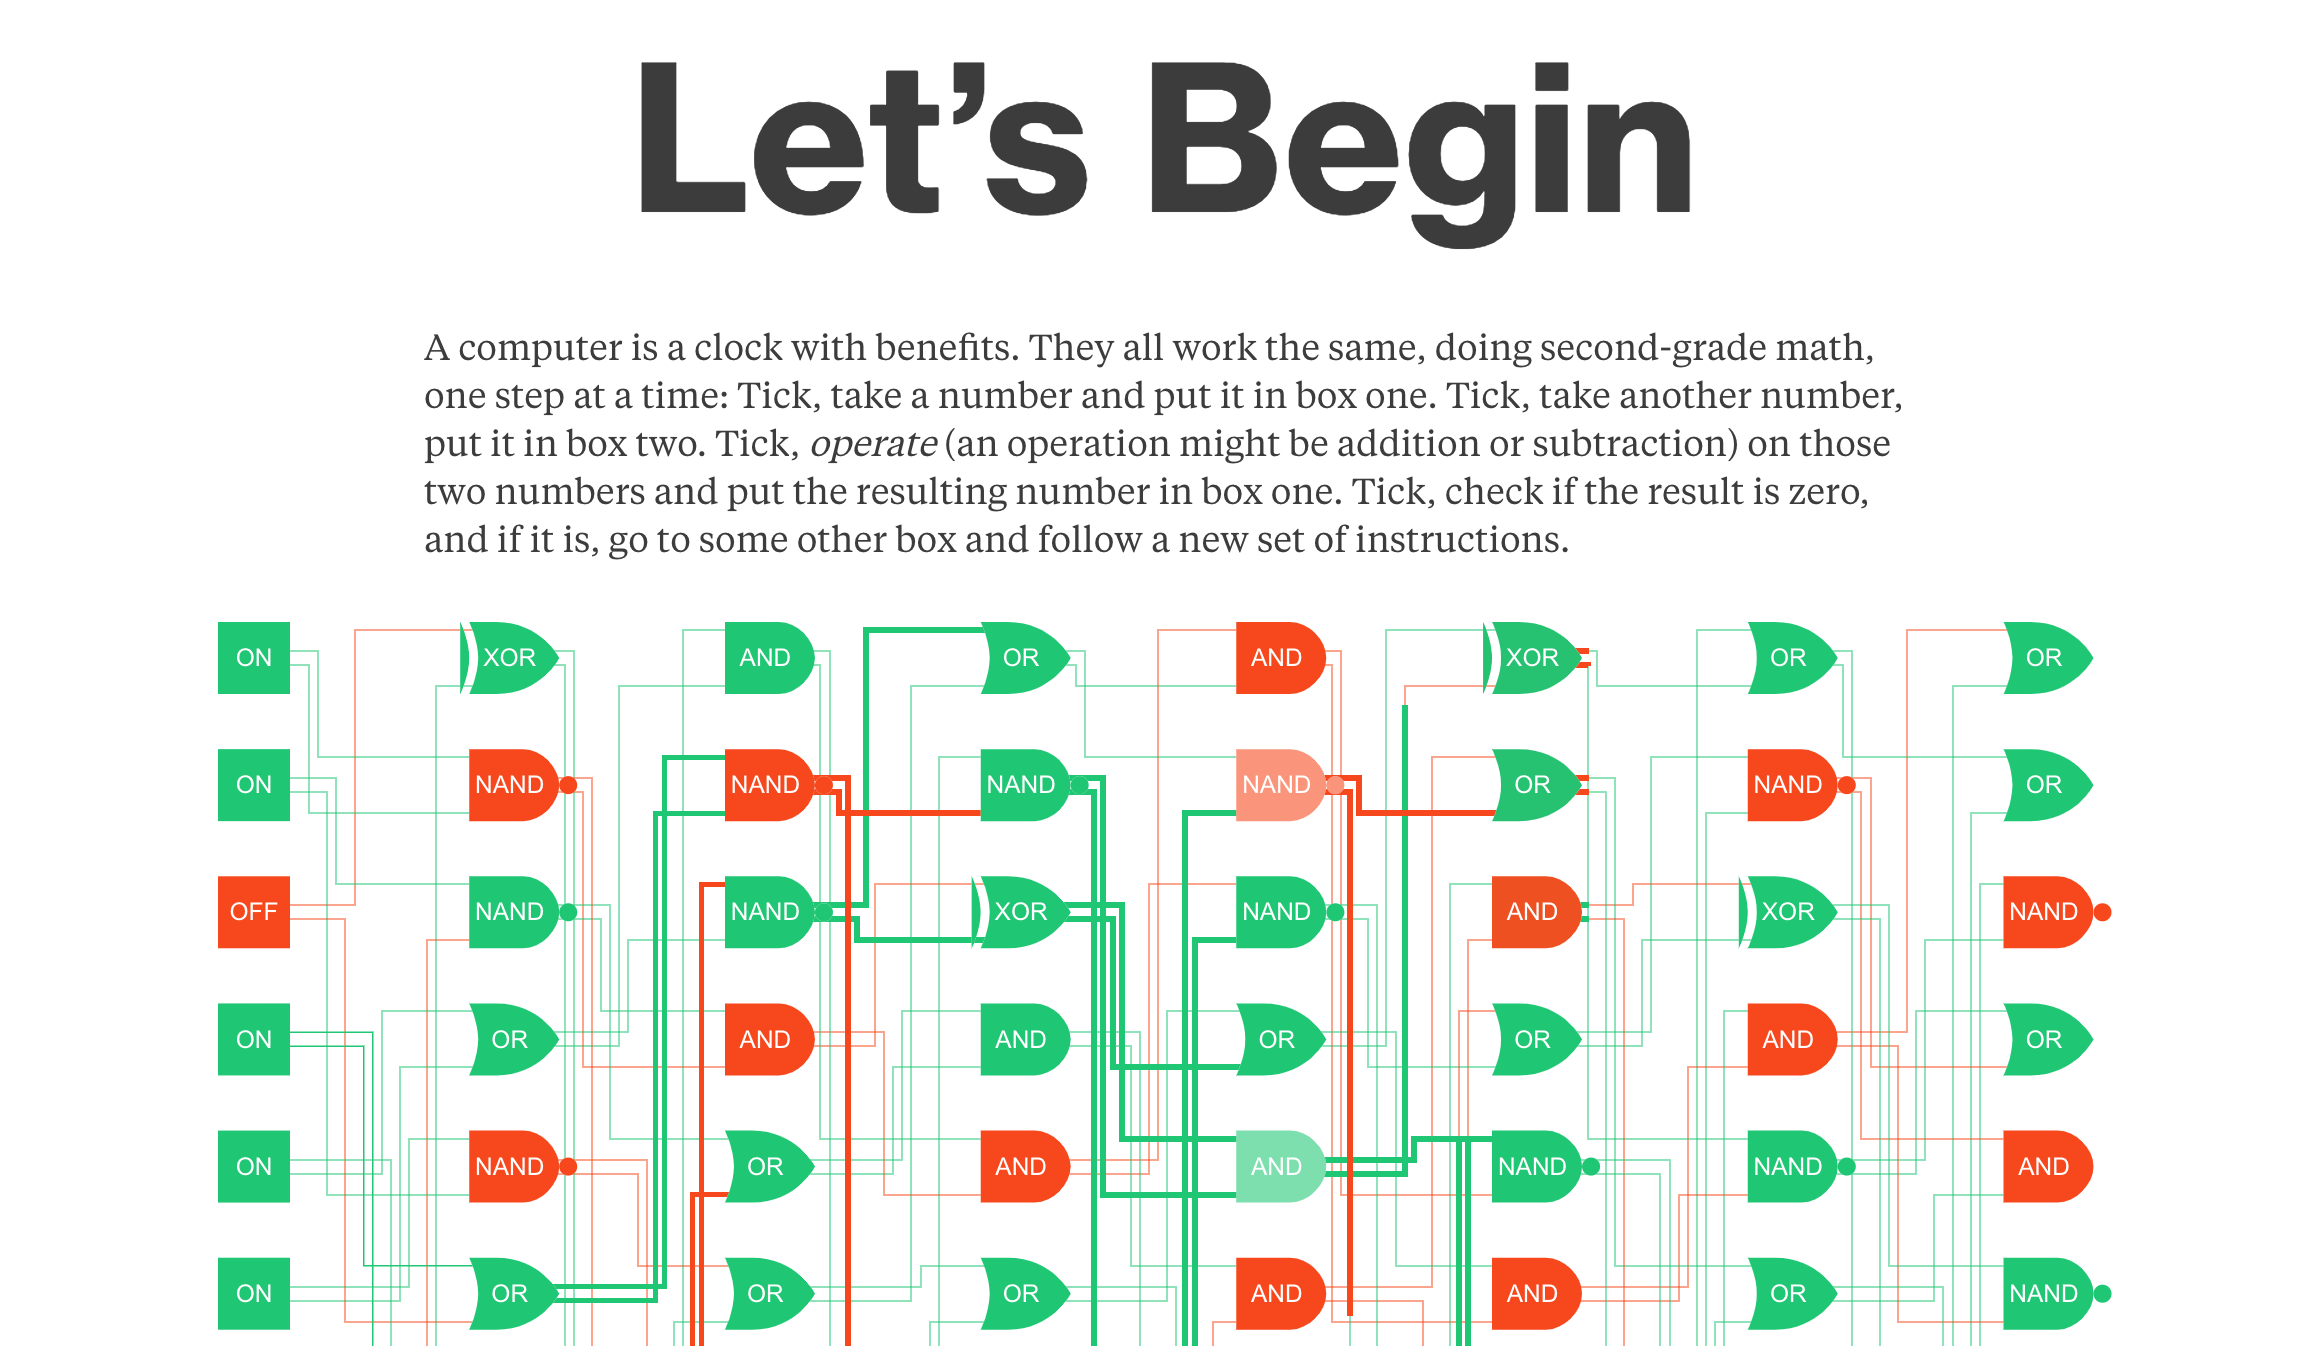 Let’s Begin
A computer is a clock with benefits. They all work the same, doing second-grade math,
one step at a time: Tick, take a number and put it in box one. Tick, take another number,
put it in box two. Tick, operate (an operation might be addition or subtraction) on those
two numbers and put the resulting number in box one. Tick, check if the result is zero,
and if it is, go to some other box and follow a new set of instructions.
ON XOR AND OR AND XOR OR OR
ON NAND NAND NAND NAND OR NAND OR
OFF NAND NAND XOR NAND AND XOR NAND
ON OR AND AND OR OR AND OR
ON NAND OR AND AND NAND NAND AND
ON OR OR OR AND AND OR NAND